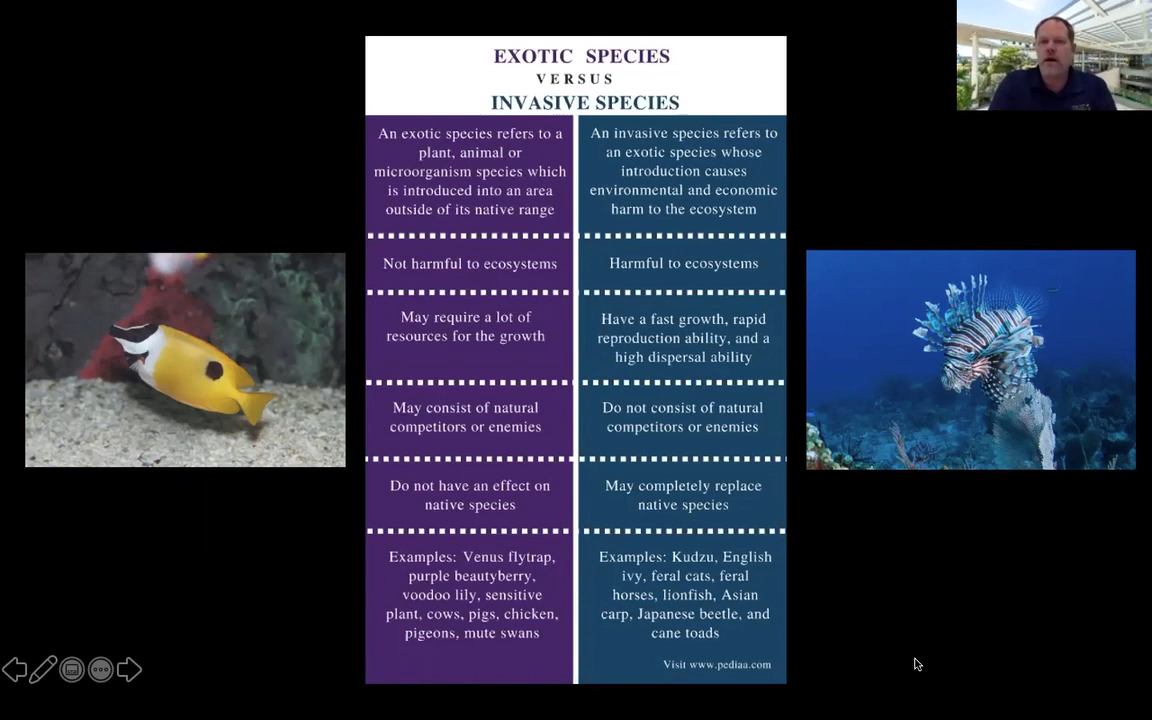 EXOTIC SPECIES
VERSUS
INVASIVE SPECIES
An exotic species refers to a
plant, animal or
microorganism species which
is introduced into an area
outside of its native range
An invasive species refers to
an exotic species whose
introduction causes
environmental and economic
harm to the ecosystem
Not harmful to ecosystems
Harmful to ecosystems
May require a lot of
resources for the growth
Have a fast growth, rapid
reproduction ability, and a
high dispersal ability
May consist of natural
competitors or enemies
Do not consist of natural
competitors or enemies
Do not have an effect on
native species
May completely replace
native species
Examples: Venus flytrap,
purple beautyberry,
voodoo lily, sensitive
plant, cows, pigs, chicken,
pigeons, mute swans
Examples: Kudzu, English
ivy, feral cats, feral
horses, lionfish, Asian
carp, Japanese beetle, and
cane toads
Visit www.pediaa.com